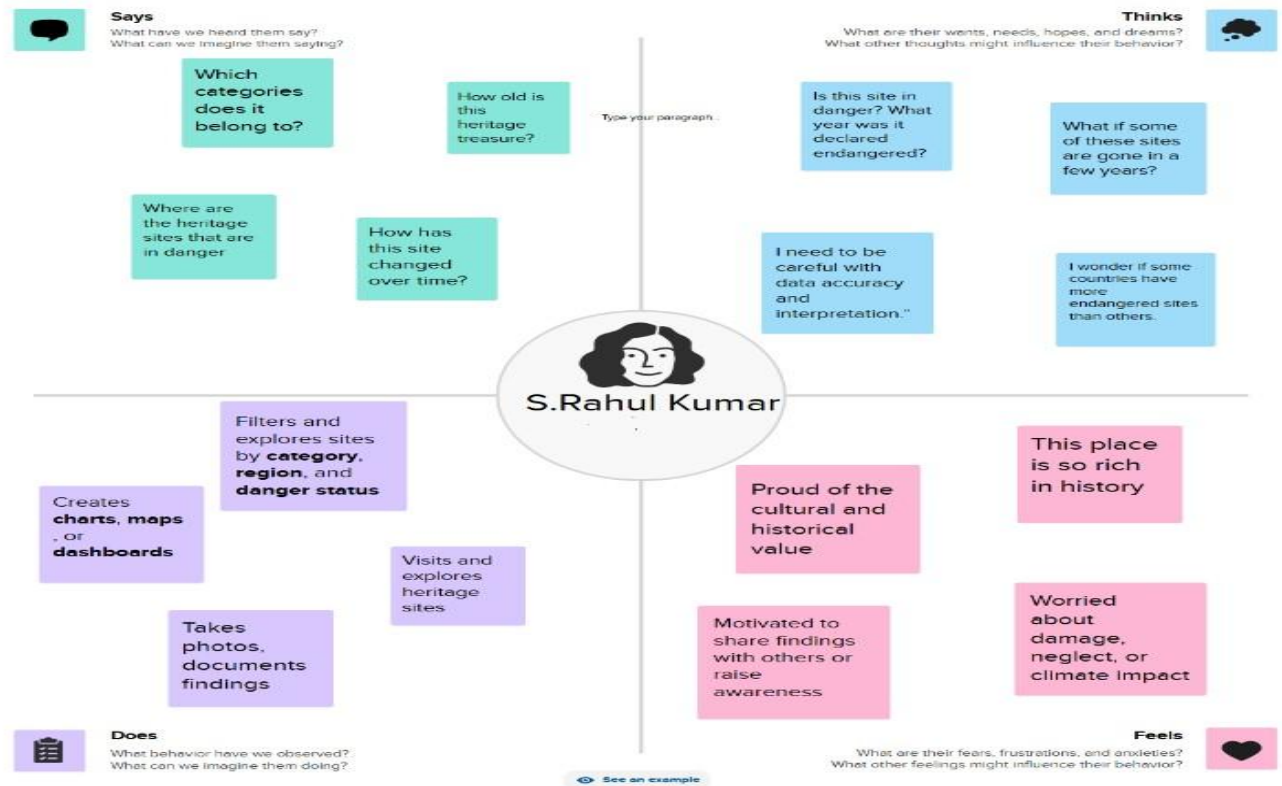 Says
What have we heard them say?
What can we imagine them saying?
Which
categories
does it
belong to?
How old is
this
heritage
treasure?
Where are
the heritage
sites that are
in danger
How has
this site
changed
over time?
Type your paragraph...
Thinks
What are their wants, needs, hopes, and dreams?
What other thoughts might influence their behavior?
Is this site in
danger? What
year was it
declared
endangered?
What if some
of these sites
are gone in a
few years?
I need to be
careful with
data accuracy
and
interpretation."
I wonder if some
countries have
more
endangered sites
than others.
S.Rahul Kumar
Filters and
explores sites
by category,
region, and
danger status
Creates
charts, maps
, or
dashboards
Visits and
explores
heritage
sites
Takes
photos,
documents
findings
Does
What behavior have we observed?
What can we imagine them doing?
This place
is so rich
in history
Proud of the
cultural and
historical
value
Motivated to
share findings
with others or
raise
awareness
Worried
about
damage,
neglect, or
climate impact
Feels
What are their fears, frustrations, and anxieties?
What other feelings might influence their behavior?
See an example